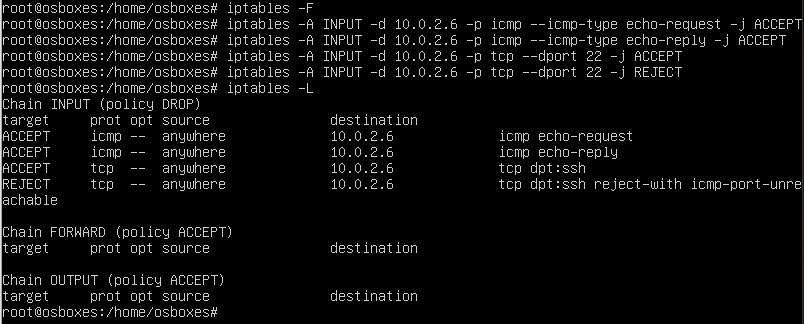 root@osboxes:/home/osboxes# iptables -F
root@osboxes:/home/osboxes# iptables -A INPUT -d 10.0.2.6 -p icmp --icmp-type echo-request -j ACCEPT
root@osboxes:/home/osboxes# iptables -A INPUT -d 10.0.2.6 -p icmp --icmp-type echo-reply -j ACCEPT
root@osboxes:/home/osboxes# iptables -A INPUT -d 10.0.2.6 -p tcp --dport 22 -j ACCEPT
root@osboxes:/home/osboxes# iptables -A INPUT -d 10.0.2.6 -p tcp --dport 22 -j REJECT
root@osboxes:/home/osboxes# iptables -L
Chain INPUT (policy DROP)
target     prot opt source               destination
ACCEPT     icmp --  anywhere             10.0.2.6             icmp echo-request
ACCEPT     icmp --  anywhere             10.0.2.6             icmp echo-reply
ACCEPT     tcp  --  anywhere             10.0.2.6             tcp dpt:ssh
REJECT     tcp  --  anywhere             10.0.2.6             tcp dpt:ssh reject-with icmp-port-unre
achable
Chain FORWARD (policy ACCEPT)
target     prot opt source               destination
Chain OUTPUT (policy ACCEPT)
target     prot opt source               destination
root@osboxes:/home/osboxes#